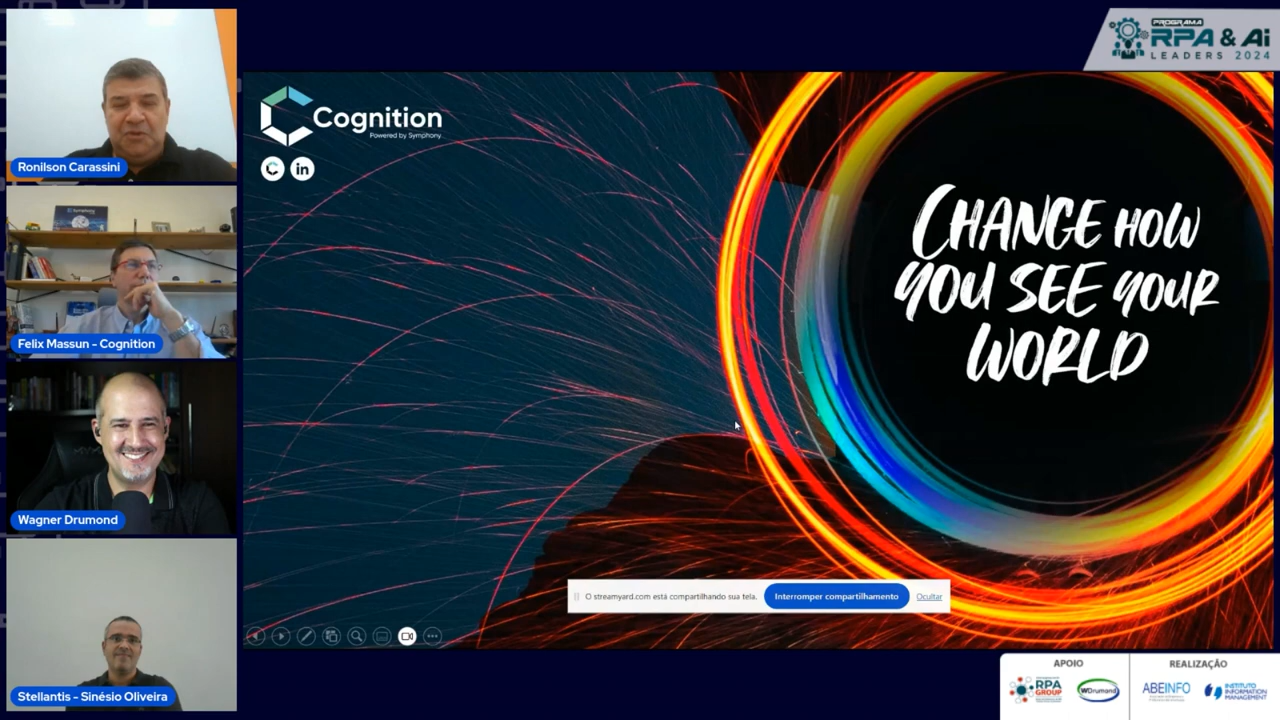 Ronilson Carassini
Felix Massun - Cognition
Wagner Drumond
Stellantis - Sinésio Oliveira
PROGRAMA
RPA & Ai
LEADERS 2024
Cognition
Powered by Symphony
in
CHANGE HOW
YOU SEE YOUR
WORLD
O streamyard.com está compartilhando sua tela.
Interromper compartilhamento
Ocultar
APOIO
RPA
GROUP
WDrumond
REALIZAÇÃO
ABEINFO
INSTITUTO
INFORMATION
MANAGEMENT